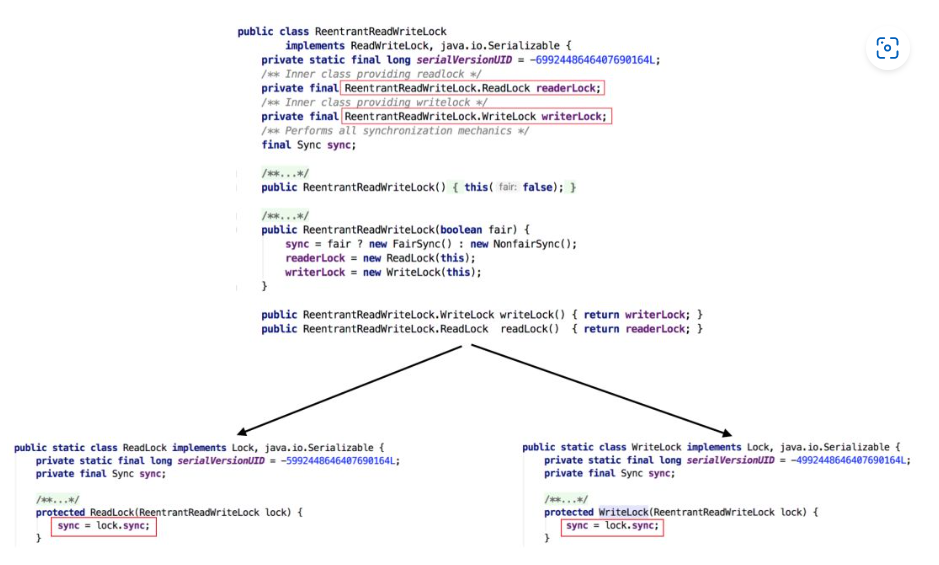 public class ReentrantReadWriteLock
implements ReadWriteLock, java.io.Serializable {
private static final long serialVersionUID = -6992448646407690164L;
/** Inner class providing readlock */
private final ReentrantReadWriteLock.ReadLock readerLock;
/** Inner class providing writelock */
private final ReentrantReadWriteLock.WriteLock writerLock;
/** Performs all synchronization mechanics */
final Sync sync;
/**...*/
public ReentrantReadWriteLock() { this( fair: false); }
/**...*/
public ReentrantReadWriteLock(boolean fair) {
sync = fair ? new FairSync() : new NonfairSync();
readerLock = new ReadLock(this);
writerLock = new WriteLock(this);
}
public ReentrantReadWriteLock.WriteLock writeLock() { return writerLock; }
public ReentrantReadWriteLock.ReadLock readLock() { return readerLock; }
public static class ReadLock implements Lock, java.io.Serializable {
private static final long serialVersionUID = -5992448646407690164L;
private final Sync sync;
/**...*/
protected ReadLock(ReentrantReadWriteLock lock) {
sync = lock.sync;
}
public static class WriteLock implements Lock, java.io.Serializable {
private static final long serialVersionUID = -4992448646407690164L;
private final Sync sync;
/**...*/
protected WriteLock(ReentrantReadWriteLock lock) {
sync = lock.sync;
}